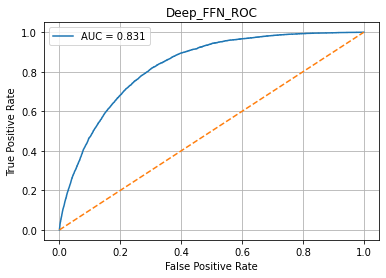 Deep_FFN_ROC
AUC = 0.831
True Positive Rate
1.0
0.8
0.6
0.4
0.2
0.0
0.0 0.2 0.4 0.6 0.8 1.0
False Positive Rate